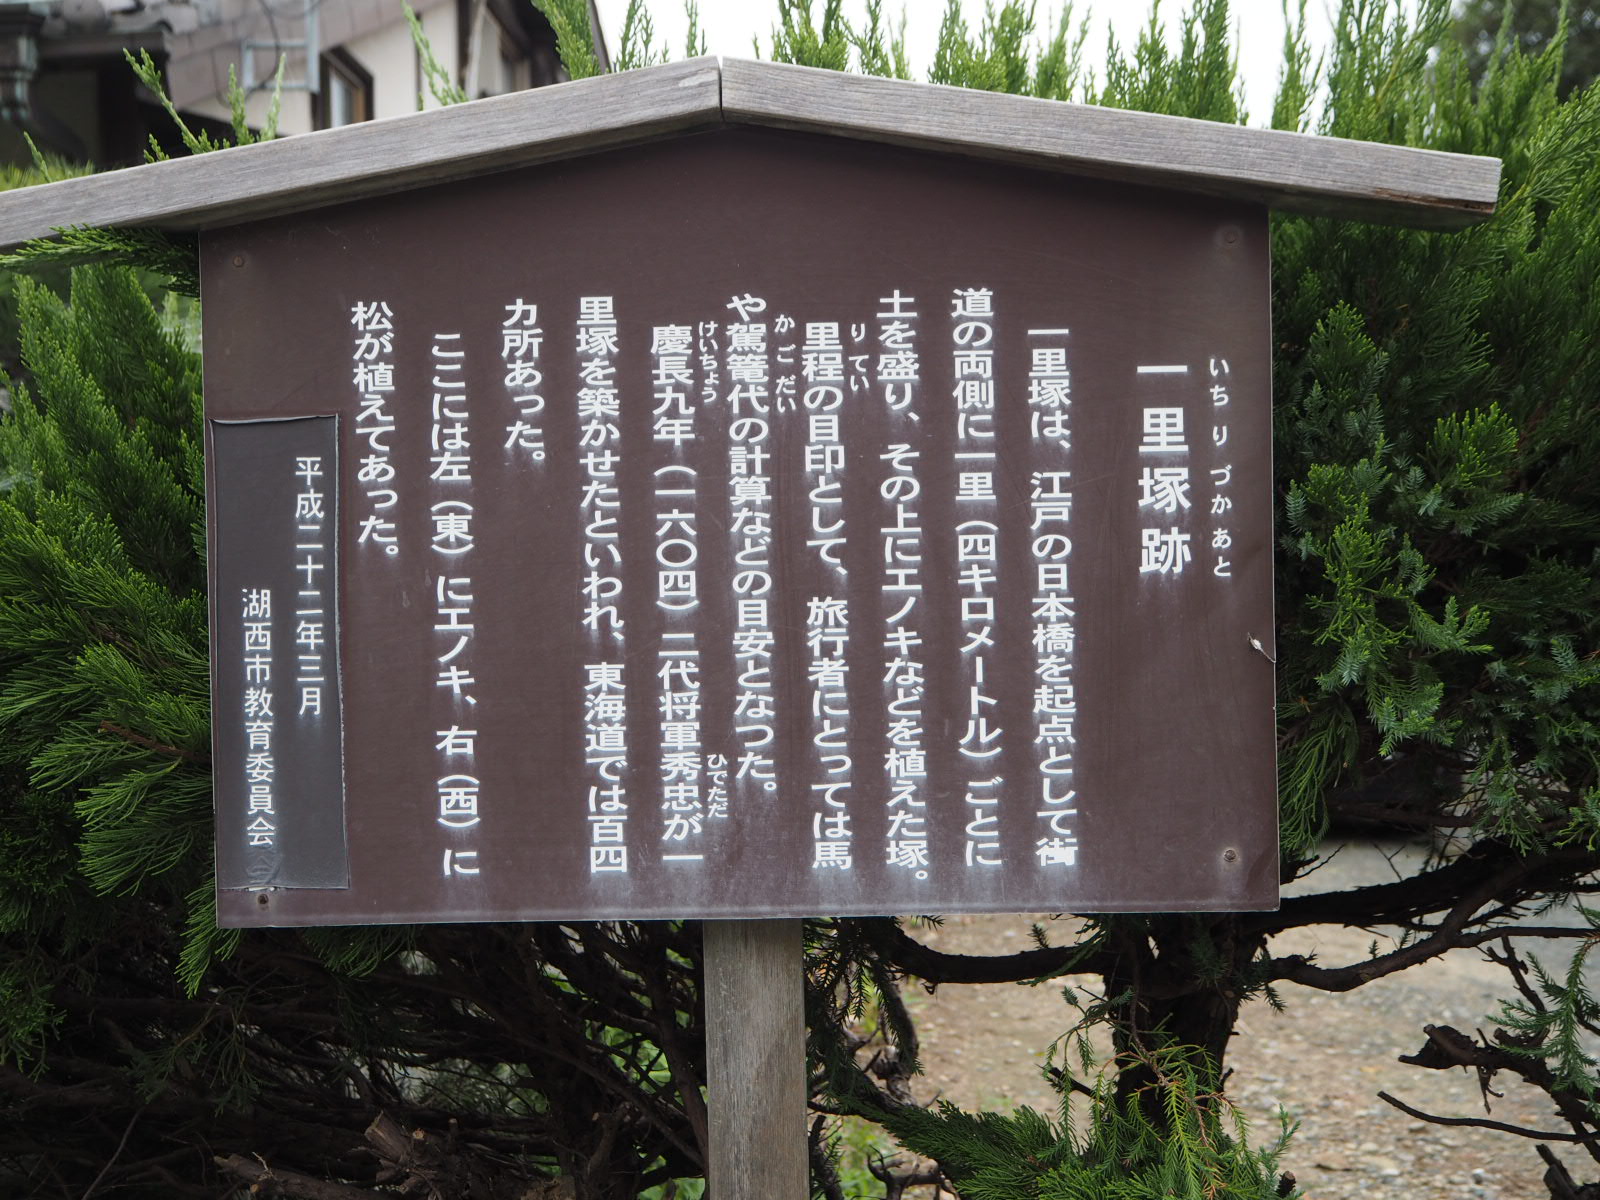 いちりづかあと
一里塚跡
一里塚は、江戸の日本橋を起点として街
道の両側に一里（四キロメートル）ごとに
土を盛り、その上にエノキなどを植えた塚。
りてい
里程の目印として、旅行者にとっては馬
かごだい
や駕篭代の計算などの目安となつた。
けいちょう ひでただ
慶長九年（一六〇四）二代将軍秀忠が一
里塚を築かせたといわれ、東海道では百四
カ所あった。
ここには左（東）にエノキ、右（西）に
松が植えてあった。
平成二十二年三月
湖西市教育委員会